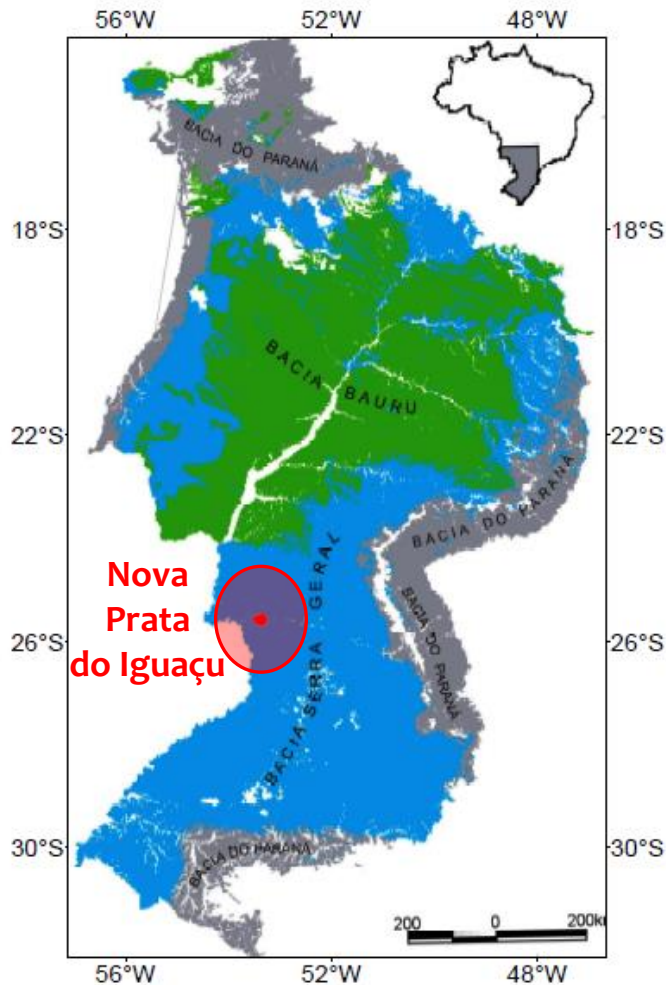 56°W 52°W 48°W
BACIA DO PARANÁ
18°S 18°S
BACIA BAURU
22°S 22°S
BACIA DO PARANÁ
BACIA DO PARANÁ
BACIA SERRA GERAL
Nova
Prata
do Iguaçu
26°S 26°S
30°S 30°S
BACIA DO PARANÁ
200 0 200k
56°W 52°W 48°W